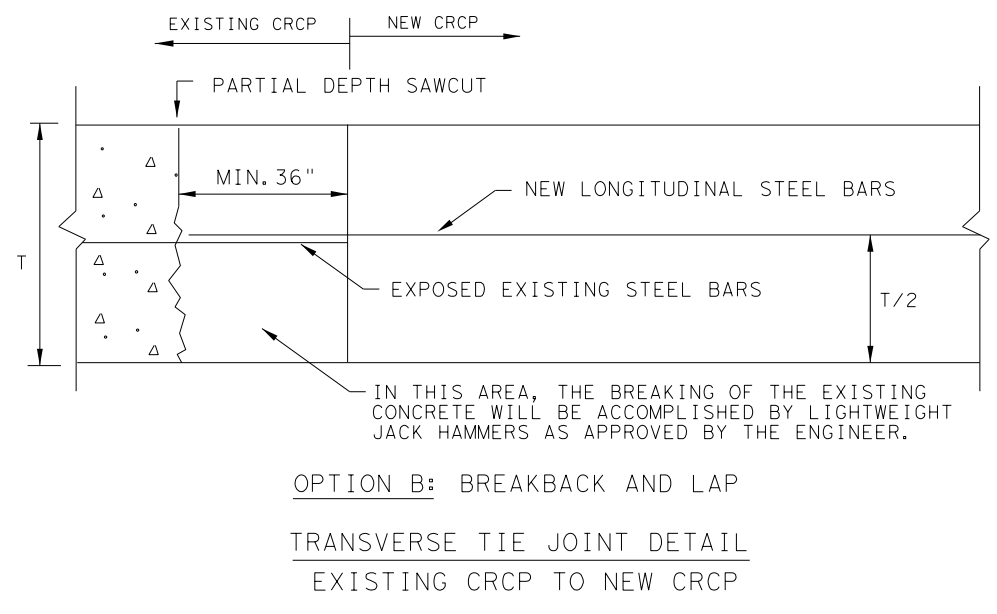 EXISTING CRCP
NEW CRCP
PARTIAL DEPTH SAWCUT
MIN. 36"
NEW LONGITUDINAL STEEL BARS
T
EXPOSED EXISTING STEEL BARS
T/2
IN THIS AREA, THE BREAKING OF THE EXISTING
CONCRETE WILL BE ACCOMPLISHED BY LIGHTWEIGHT
JACK HAMMERS AS APPROVED BY THE ENGINEER.
OPTION B: BREAKBACK AND LAP
TRANSVERSE TIE JOINT DETAIL
EXISTING CRCP TO NEW CRCP